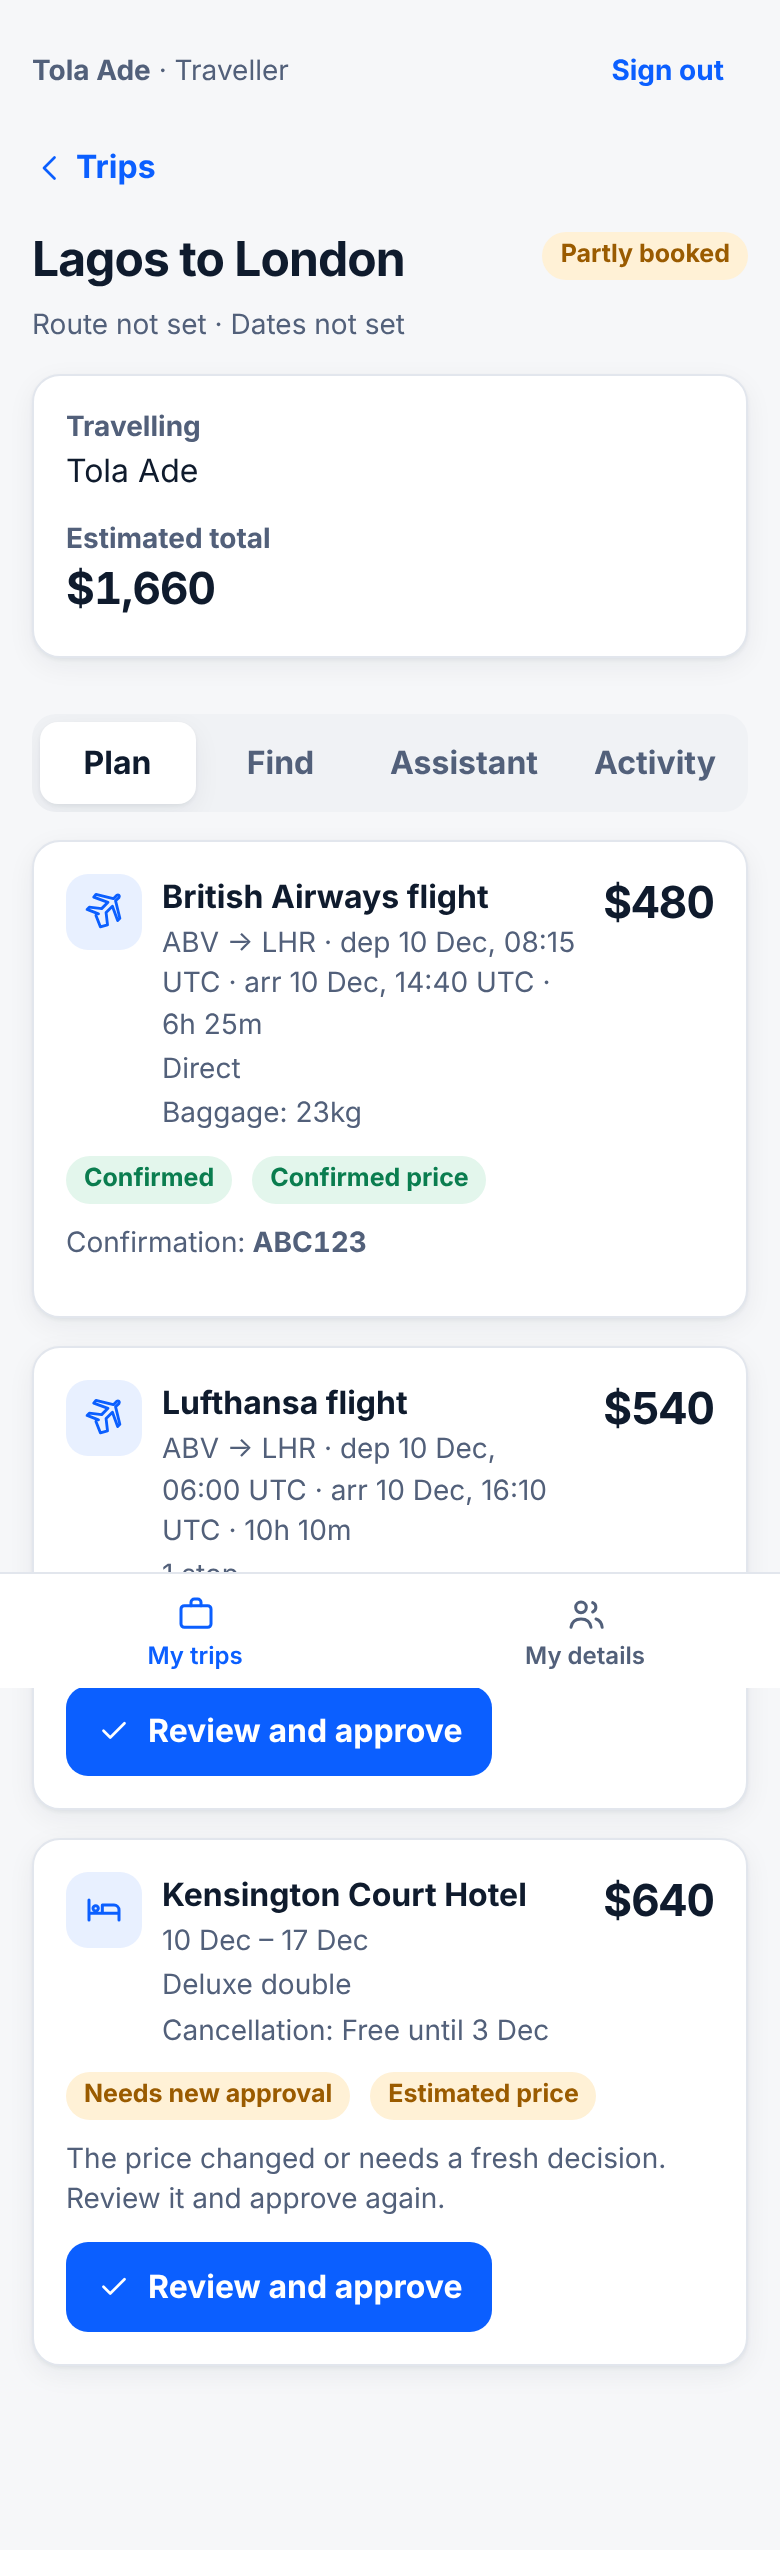 Tola Ade · Traveller
Sign out
Trips
Lagos to London
Partly booked
Route not set · Dates not set
Travelling
Tola Ade
Estimated total
$1,660
Plan
Find
Assistant
Activity
British Airways flight
$480
ABV → LHR · dep 10 Dec, 08:15
UTC · arr 10 Dec, 14:40 UTC ·
6h 25m
Direct
Baggage: 23kg
Confirmed
Confirmed price
Confirmation: ABC123
Lufthansa flight
$540
ABV → LHR · dep 10 Dec,
06:00 UTC · arr 10 Dec, 16:10
UTC · 10h 10m
1 stop
My trips
My details
Review and approve
Kensington Court Hotel
$640
10 Dec – 17 Dec
Deluxe double
Cancellation: Free until 3 Dec
Needs new approval
Estimated price
The price changed or needs a fresh decision.
Review it and approve again.
Review and approve